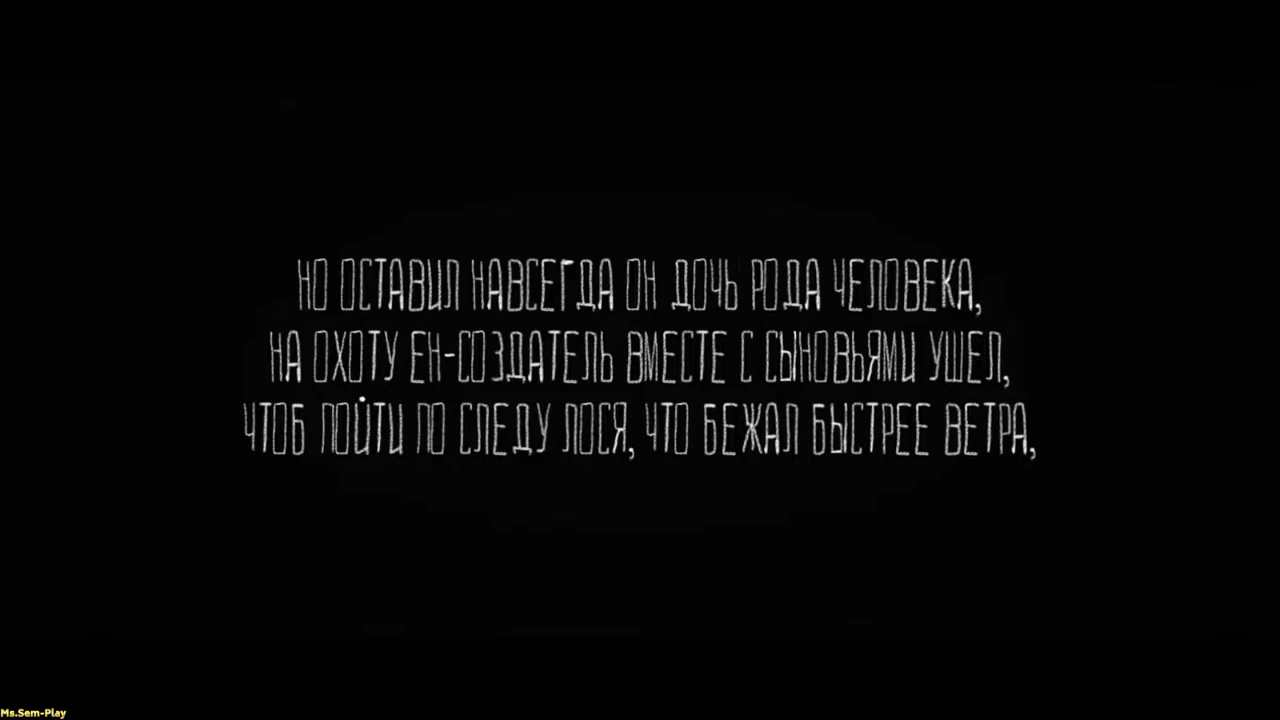 НО ОСТАВИЛ НАВСЕГДА ОН ДОЧЬ РОДА ЧЕЛОВЕКА,
НА ОХОТУ ЕН-СОЗДАТЕЛЬ ВМЕСТЕ С СЫНОВЬЯМИ УШЕЛ,
ЧТОБ ПОЙТИ ПО СЛЕДУ ЛОСЯ, ЧТО БЕЖАЛ БЫСТРЕЕ ВЕТРА,
Ms.Sem-Play